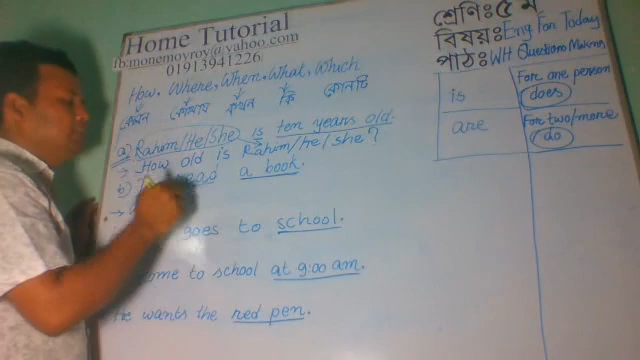 Home Tutorial
fb:monemoyroy@yahoo.com
01913941226
শ্রেণিঃ ৫ ম
বিষয়ঃ Eng For Today
পাঠঃ WH Question Making
How, Where, When, What, Which
কেমন কোথায় কখন কি কোনটি
a) Rahim/He/She is ten years old.
→ How old is Rahim/he/she?
b) a book.
goes to school.
to school at 9:00 am.
wants the red pen.
is For one person does
are For two/more do